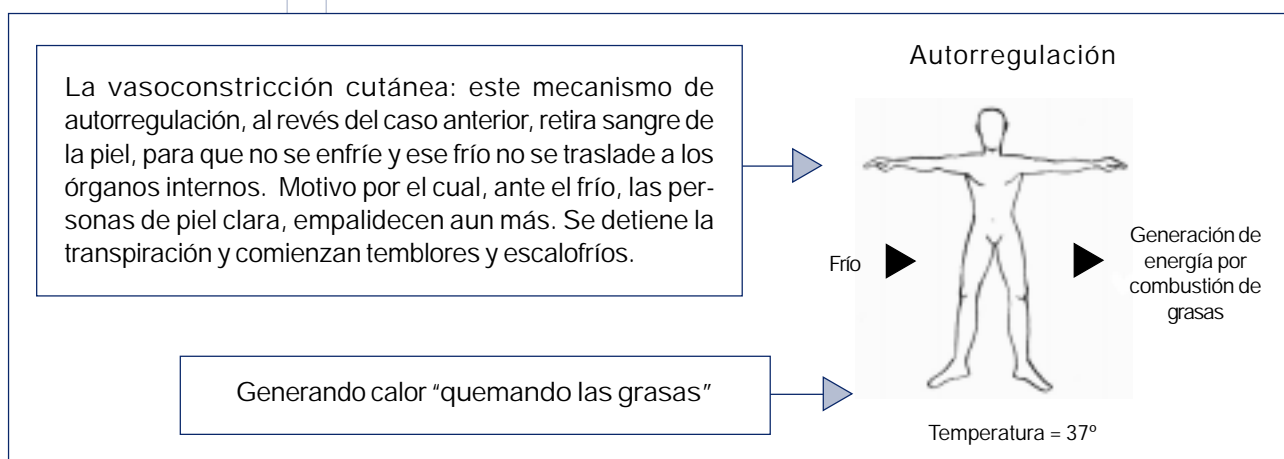 La vasoconstricción cutánea: este mecanismo de
autorregulación, al revés del caso anterior, retira sangre de
la piel, para que no se enfríe y ese frío no se traslade a los
órganos internos. Motivo por el cual, ante el frío, las per-
sonas de piel clara, empalidecen aun más. Se detiene la
transpiración y comienzan temblores y escalofríos.
Generando calor “quemando las grasas”
Autorregulación
Frío
Generación de
energía por
combustión de
grasas
Temperatura = 37º